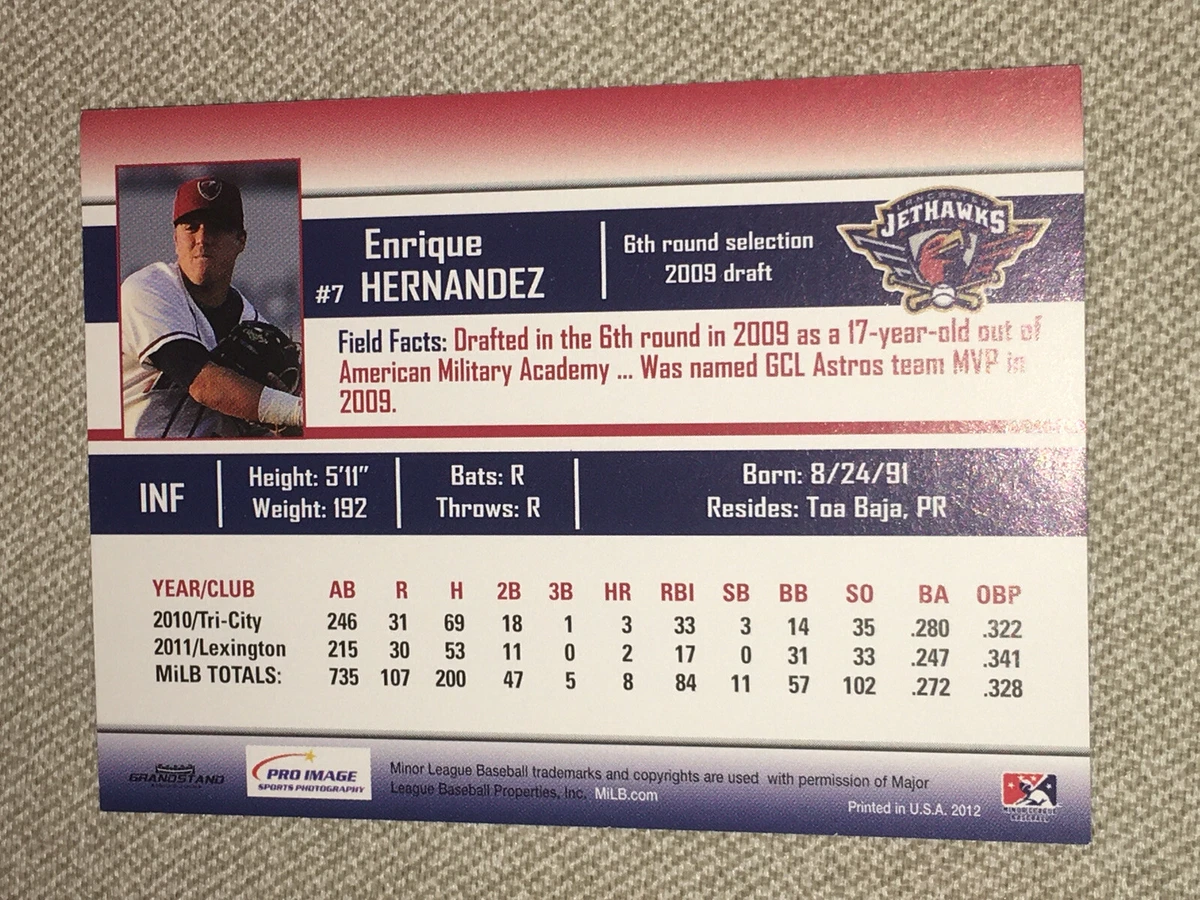 LANCASTER
JETHAWKS
Enrique
#7 HERNANDEZ
6th round selection
2009 draft
Field Facts: Drafted in the 6th round in 2009 as a 17-year-old out of
American Military Academy ... Was named GCL Astros team MVP in
2009.
INF
Height: 5'11"
Weight: 192
Bats: R
Throws: R
Born: 8/24/91
Resides: Toa Baja, PR
YEAR/CLUB AB R H 2B 3B HR RBI SB BB SO BA OBP
2010/Tri-City 246 31 69 18 1 3 33 3 14 35 .280 .322
2011/Lexington 215 30 53 11 0 2 17 0 31 33 .247 .341
MiLB TOTALS: 735 107 200 47 5 8 84 11 57 102 .272 .328
GRANDSTAND
PRO IMAGE
SPORTS PHOTOGRAPHY
Minor League Baseball trademarks and copyrights are used with permission of Major
League Baseball Properties, Inc. MiLB.com
Printed in U.S.A. 2012